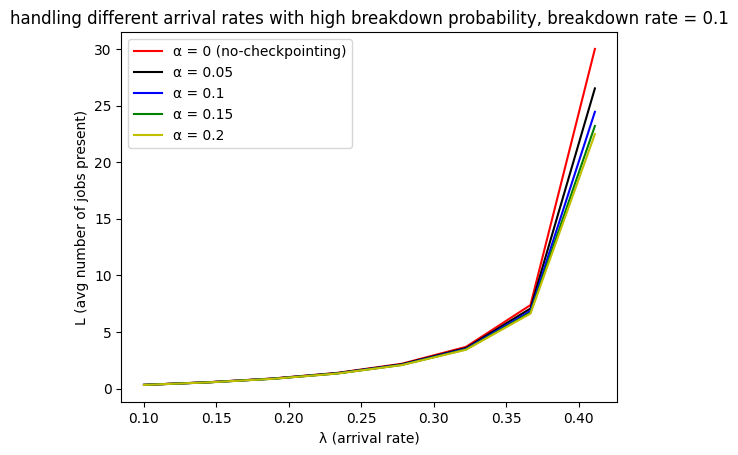 handling different arrival rates with high breakdown probability, breakdown rate = 0.1
α = 0 (no-checkpointing)
α = 0.05
α = 0.1
α = 0.15
α = 0.2
L (avg number of jobs present)
30
25
20
15
10
5
0
0.10 0.15 0.20 0.25 0.30 0.35 0.40
λ (arrival rate)